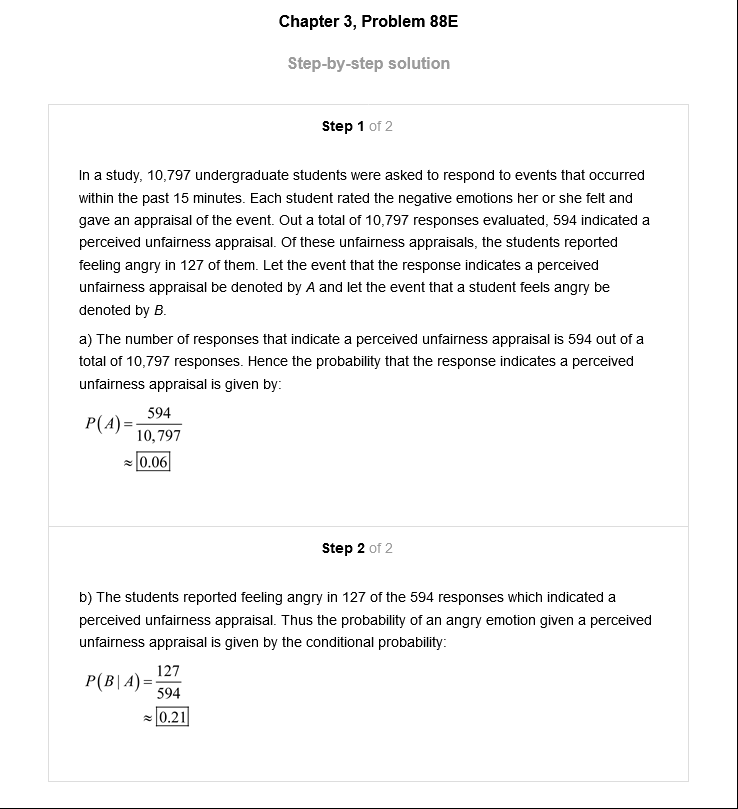 Chapter 3, Problem 88E
Step-by-step solution
Step 1 of 2
In a study, 10,797 undergraduate students were asked to respond to events that occurred
within the past 15 minutes. Each student rated the negative emotions her or she felt and
gave an appraisal of the event. Out a total of 10,797 responses evaluated, 594 indicated a
perceived unfairness appraisal. Of these unfairness appraisals, the students reported
feeling angry in 127 of them. Let the event that the response indicates a perceived
unfairness appraisal be denoted by A and let the event that a student feels angry be
denoted by B.
a) The number of responses that indicate a perceived unfairness appraisal is 594 out of a
total of 10,797 responses. Hence the probability that the response indicates a perceived
unfairness appraisal is given by:
P(A)=594/10,797
≈0.06
Step 2 of 2
b) The students reported feeling angry in 127 of the 594 responses which indicated a
perceived unfairness appraisal. Thus the probability of an angry emotion given a perceived
unfairness appraisal is given by the conditional probability:
P(B|A)=127/594
≈0.21